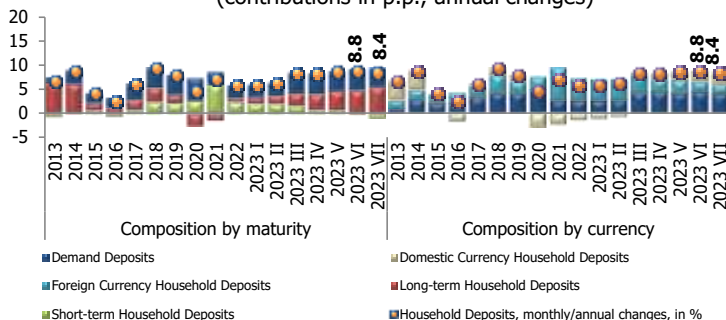 (contributions in p.p., annual changes)
20
15
10
5
0
-5
8.8
8.4
8.8
8.4
2013
2014
2015
2016
2017
2018
2019
2020
2021
2022
2023 I
2023 II
2023 III
2023 IV
2023 V
2023 VI
2023 VII
2013
2014
2015
2016
2017
2018
2019
2020
2021
2022
2023 I
2023 II
2023 III
2023 IV
2023 V
2023 VI
2023 VII
Composition by maturity
Composition by currency
Demand Deposits
Domestic Currency Household Deposits
Foreign Currency Household Deposits
Long-term Household Deposits
Short-term Household Deposits
Household Deposits, monthly/annual changes, in %